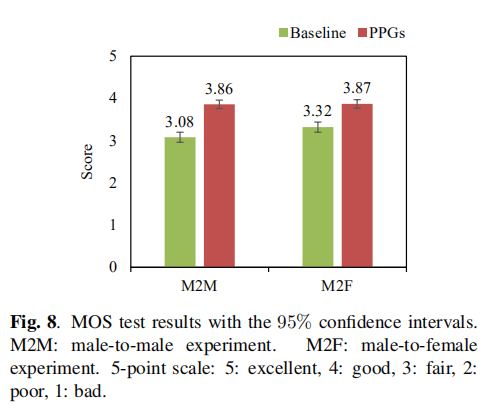 Baseline PPGs
5
4
3
2
1
0
Score
3.08
3.86
3.32
3.87
M2M M2F
Fig. 8. MOS test results with the 95% confidence intervals.
M2M: male-to-male experiment. M2F: male-to-female
experiment. 5-point scale: 5: excellent, 4: good, 3: fair, 2:
poor, 1: bad.